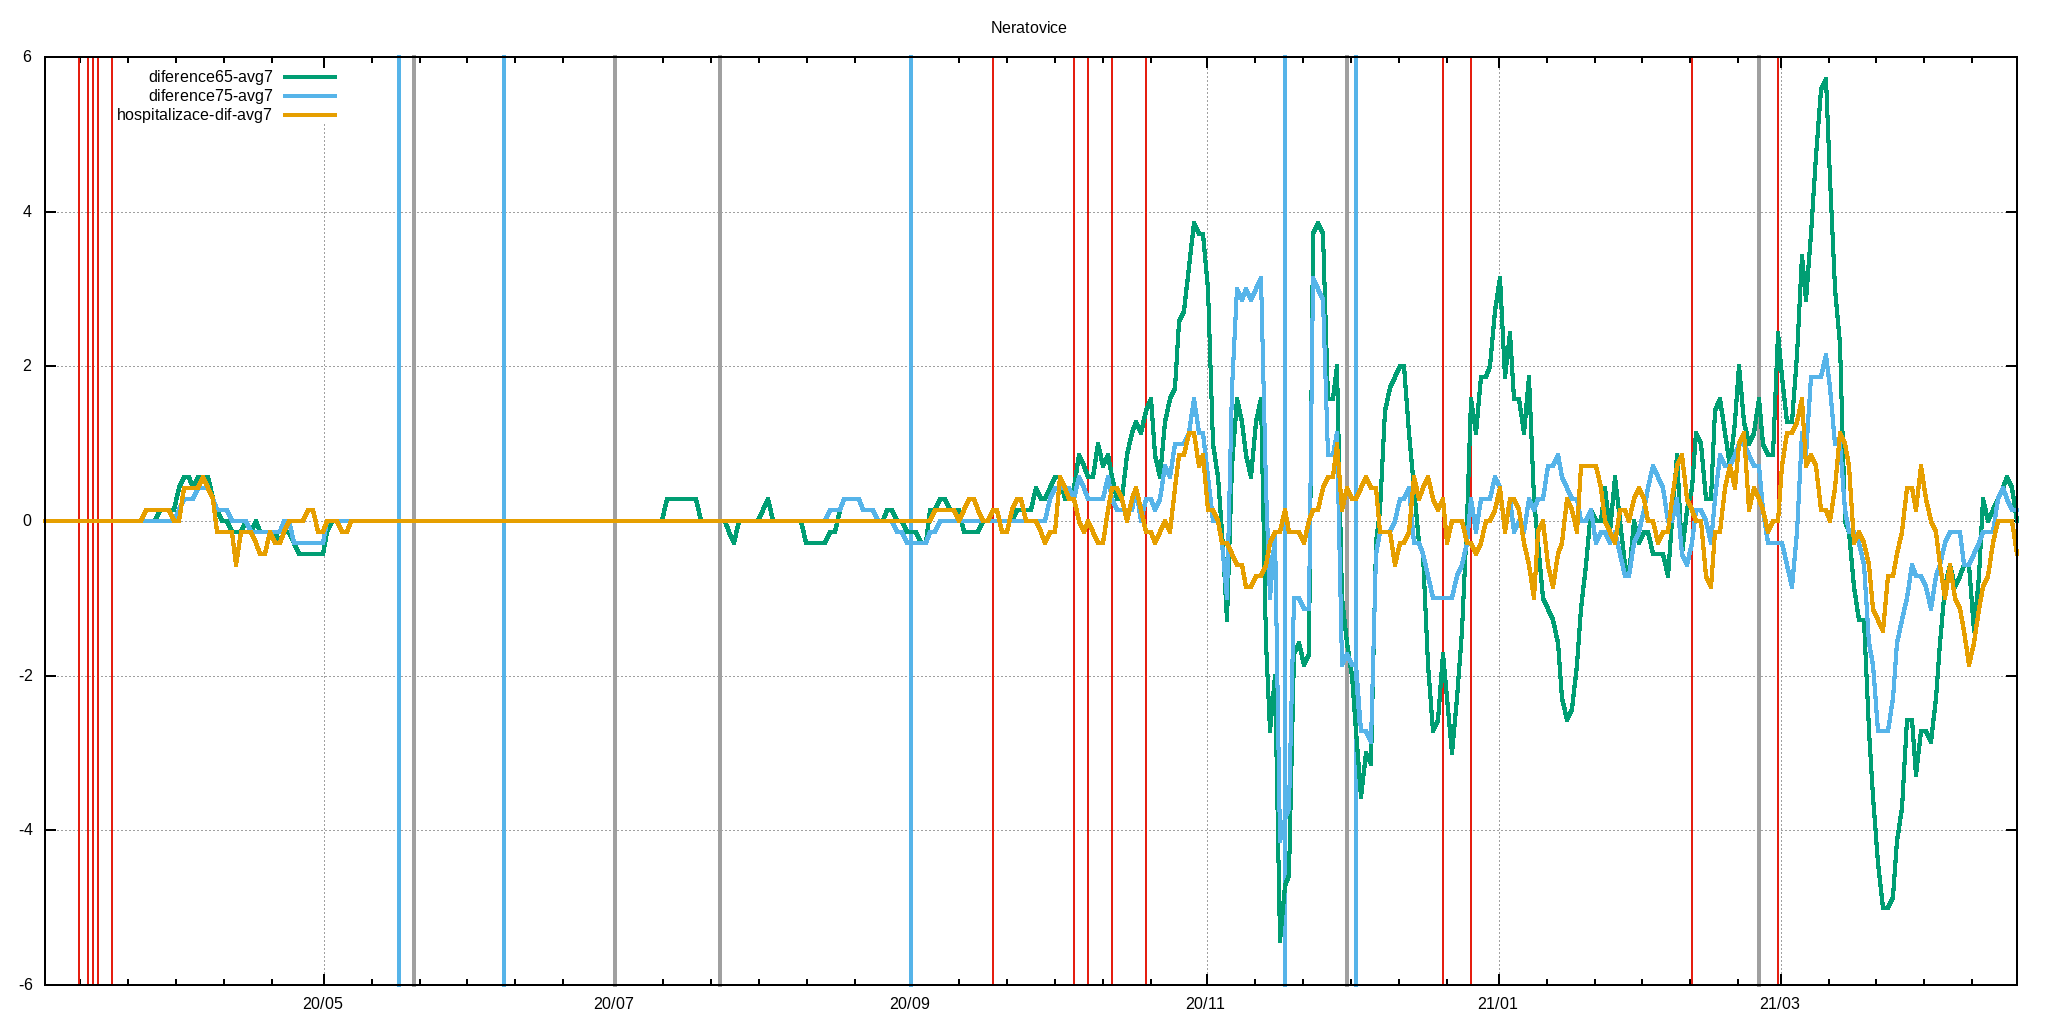 Neratovice
6
4
2
0
-2
-4
-6
diference65-avg7
diference75-avg7
hospitalizace-dif-avg7
20/05 20/07 20/09 20/11 21/01 21/03